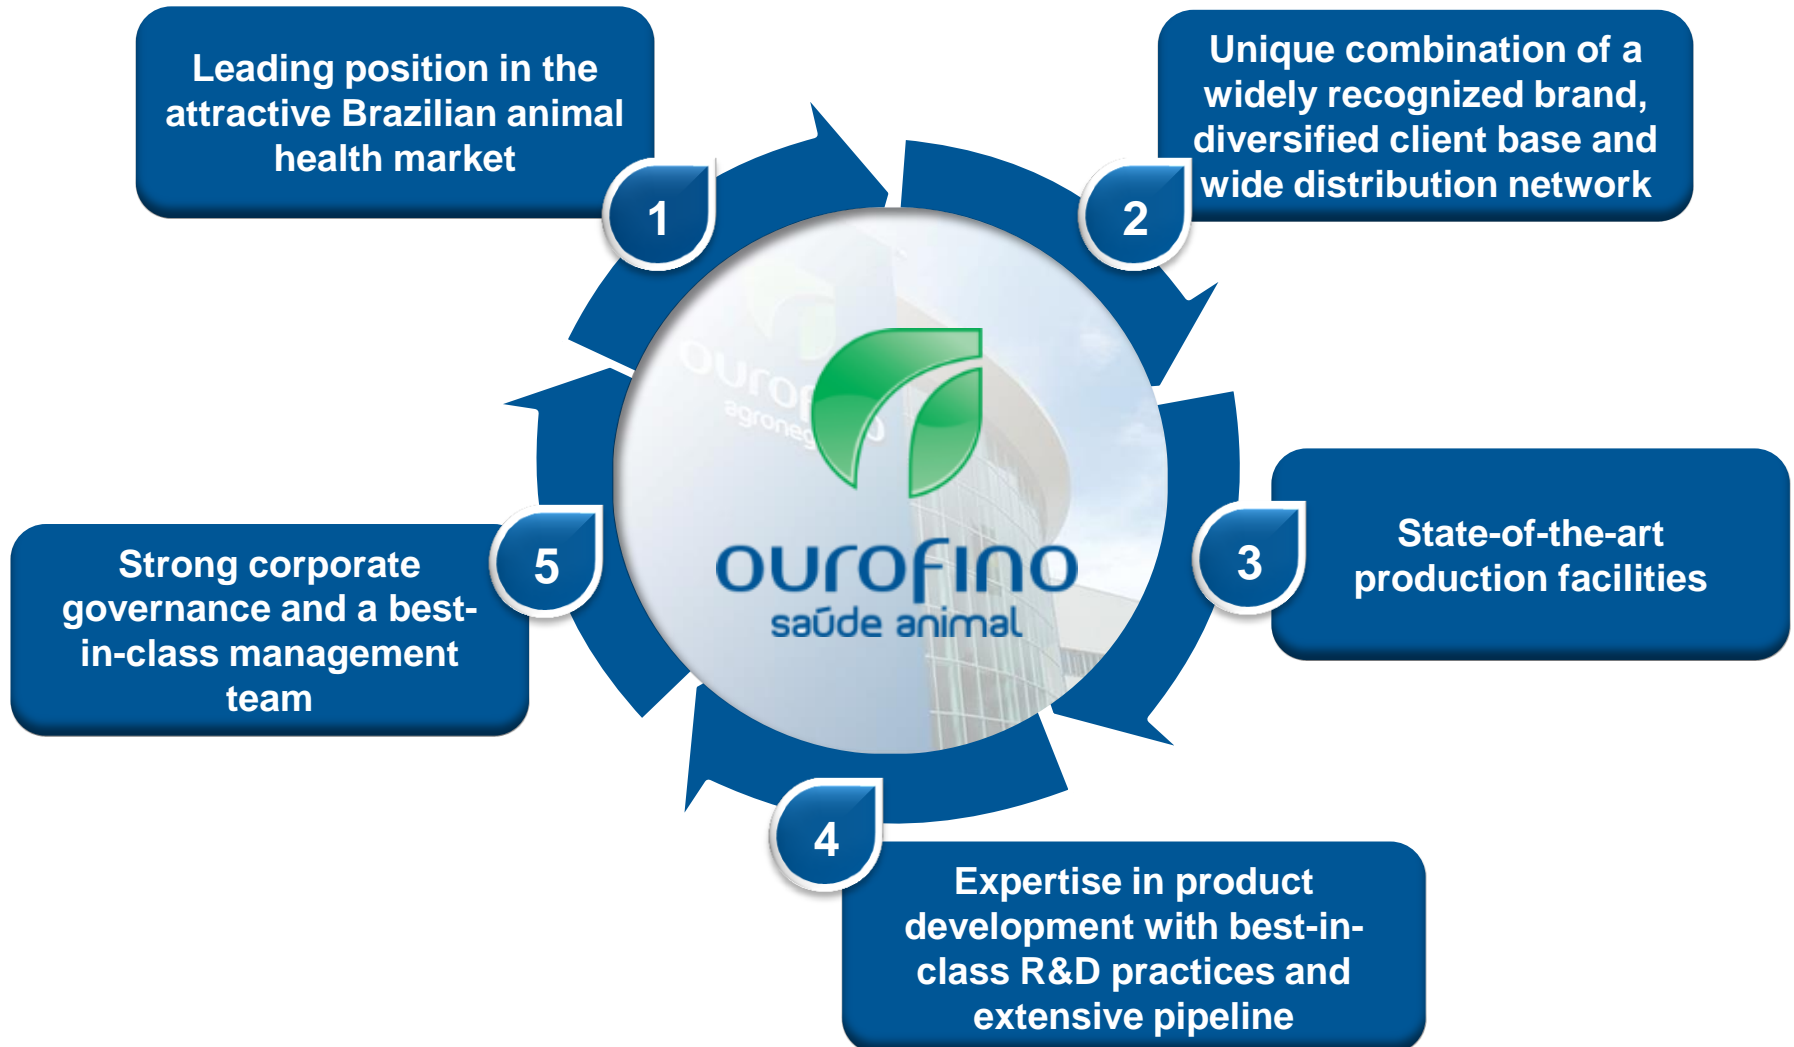 Leading position in the
attractive Brazilian animal
health market
1
Unique combination of a
widely recognized brand,
diversified client base and
wide distribution network
2
State-of-the-art
production facilities
3
Expertise in product
development with best-in-
class R&D practices and
extensive pipeline
4
Strong corporate
governance and a best-
in-class management
team
5
ourofino
saúde animal